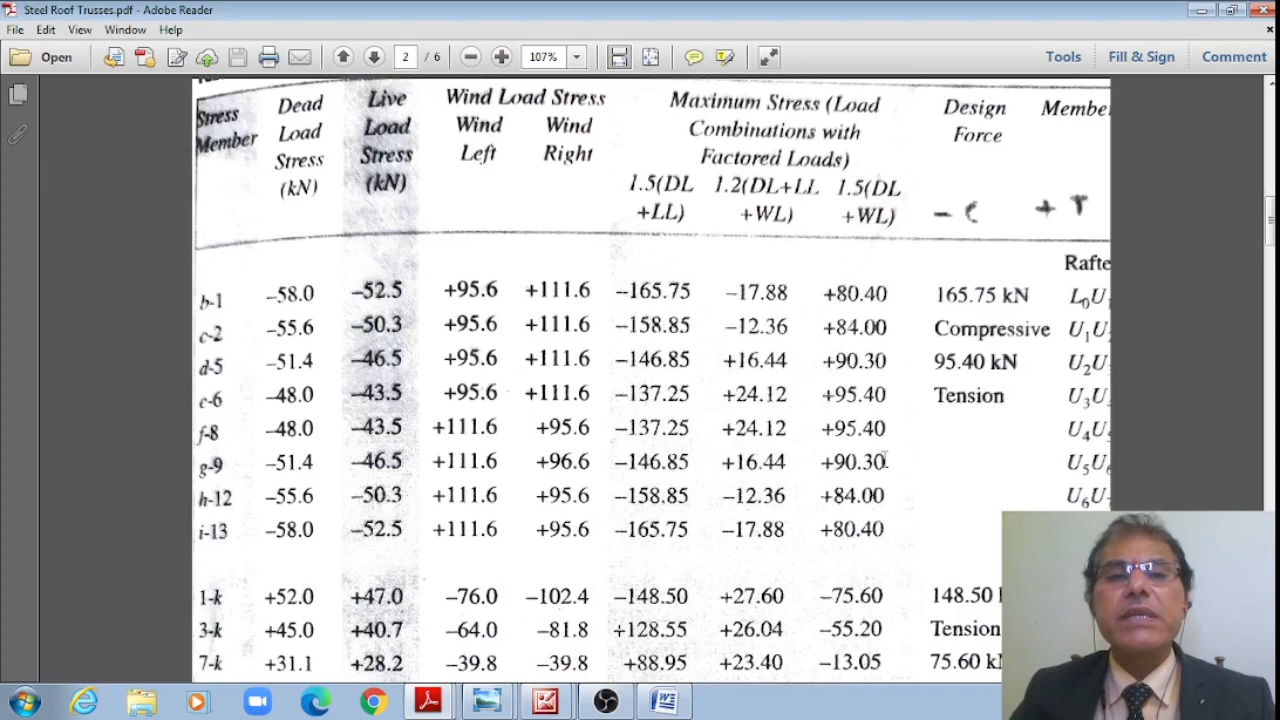 Steel Roof Trusses.pdf - Adobe Reader
File Edit View Window Help
Open 2 / 6 107% Tools Fill & Sign Comment
Stress Member Dead Load Stress (kN) Live Load Stress (kN) Wind Load Stress Wind Left Wind Right Maximum Stress (Load Combinations with Factored Loads) 1.5(DL +LL) 1.2(DL+LL +WL) 1.5(DL +WL) Design Force Member
– C + T
Rafte
b-1 –58.0 –52.5 +95.6 +111.6 –165.75 –17.88 +80.40 165.75 kN L0U1
c-2 –55.6 –50.3 +95.6 +111.6 –158.85 –12.36 +84.00 Compressive U1U2
d-5 –51.4 –46.5 +95.6 +111.6 –146.85 +16.44 +90.30 95.40 kN U2U3
e-6 –48.0 –43.5 +95.6 +111.6 –137.25 +24.12 +95.40 Tension U3U
f-8 –48.0 –43.5 +111.6 +95.6 –137.25 +24.12 +95.40 U4U5
g-9 –51.4 –46.5 +111.6 +96.6 –146.85 +16.44 +90.30 U5U6
h-12 –55.6 –50.3 +111.6 +95.6 –158.85 –12.36 +84.00 U6U
i-13 –58.0 –52.5 +111.6 +95.6 –165.75 –17.88 +80.40
1-k +52.0 +47.0 –76.0 –102.4 –148.50 +27.60 –75.60 148.50
3-k +45.0 +40.7 –64.0 –81.8 +128.55 +26.04 –55.20 Tension
7-k +31.1 +28.2 –39.8 –39.8 +88.95 +23.40 –13.05 75.60 k